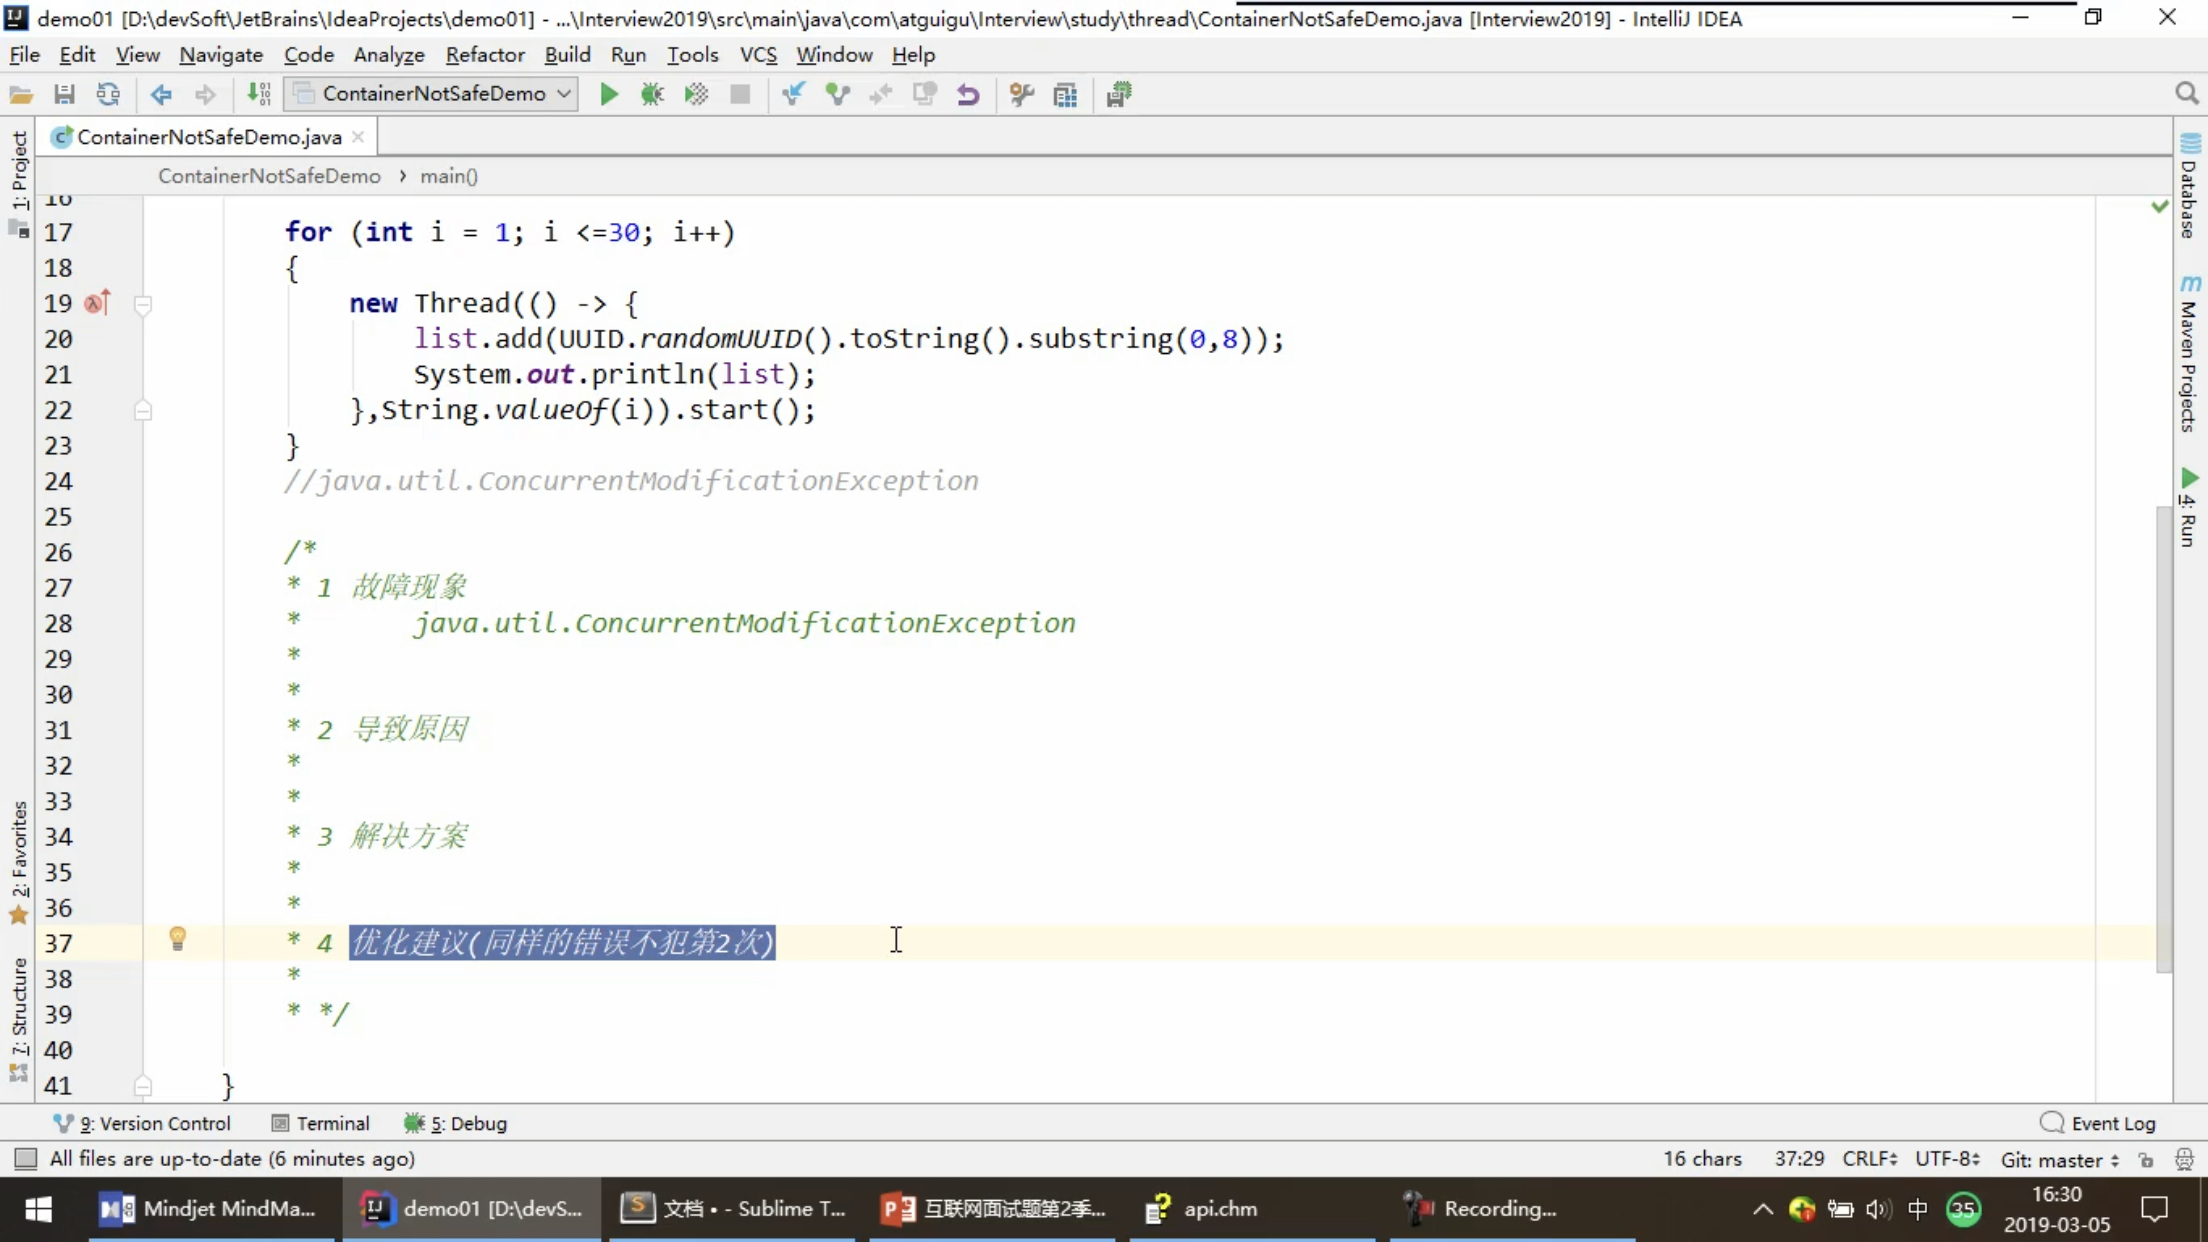 demo01 [D:\devSoft\JetBrains\IdeaProjects\demo01] - ...\Interview2019\src\main\java\com\atguigu\Interview\study\thread\ContainerNotSafeDemo.java [Interview2019] - IntelliJ IDEA
File Edit View Navigate Code Analyze Refactor Build Run Tools VCS Window Help
ContainerNotSafeDemo
ContainerNotSafeDemo.java
ContainerNotSafeDemo › main()
1: Project
Database
Maven Projects
4: Run
2: Favorites
7: Structure
16
17 for (int i = 1; i <=30; i++)
18 {
19 new Thread(() -> {
20 list.add(UUID.randomUUID().toString().substring(0,8));
21 System.out.println(list);
22 },String.valueOf(i)).start();
23 }
24 //java.util.ConcurrentModificationException
25
26 /*
27 * 1 故障现象
28 * java.util.ConcurrentModificationException
29 *
30 *
31 * 2 导致原因
32 *
33 *
34 * 3 解决方案
35 *
36 *
37 * 4 优化建议(同样的错误不犯第2次)
38 *
39 * */
40
41 }
9: Version Control Terminal 5: Debug Event Log
All files are up-to-date (6 minutes ago) 16 chars 37:29 CRLF UTF-8 Git: master
Mindjet MindMa... demo01 [D:\devS... 文档 • - Sublime T... 互联网面试题第2季... api.chm Recording... 中 35 16:30
2019-03-05